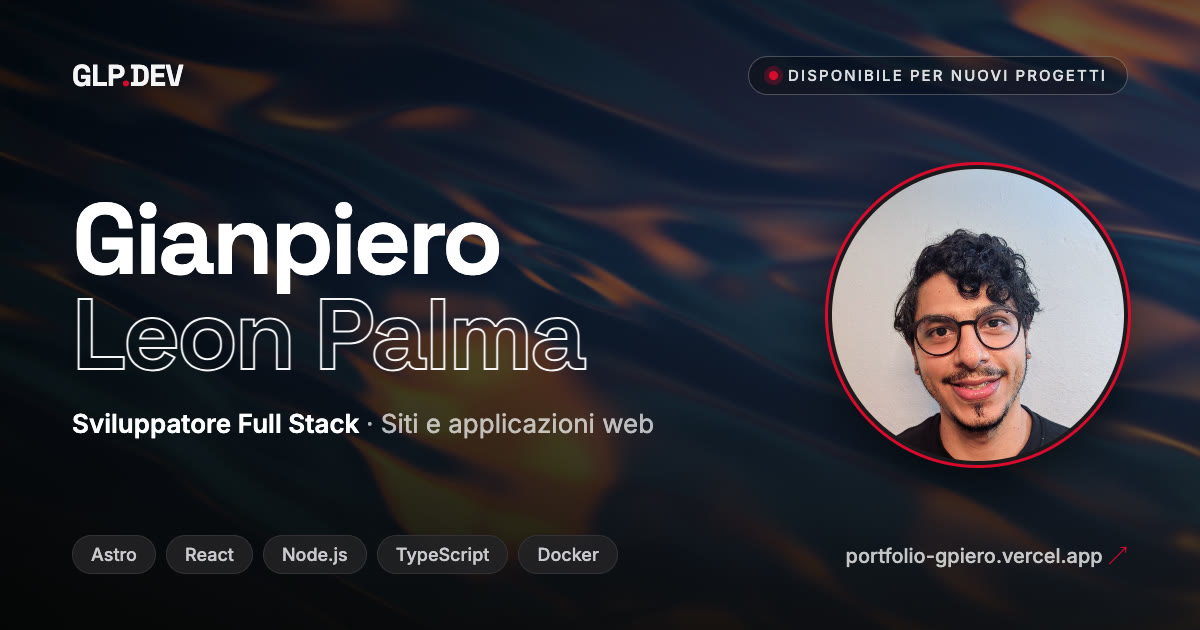 GLP.DEV
DISPONIBILE PER NUOVI PROGETTI
Gianpiero
Leon Palma
Sviluppatore Full Stack · Siti e applicazioni web
Astro React Node.js TypeScript Docker
portfolio-gpiero.vercel.app ↗